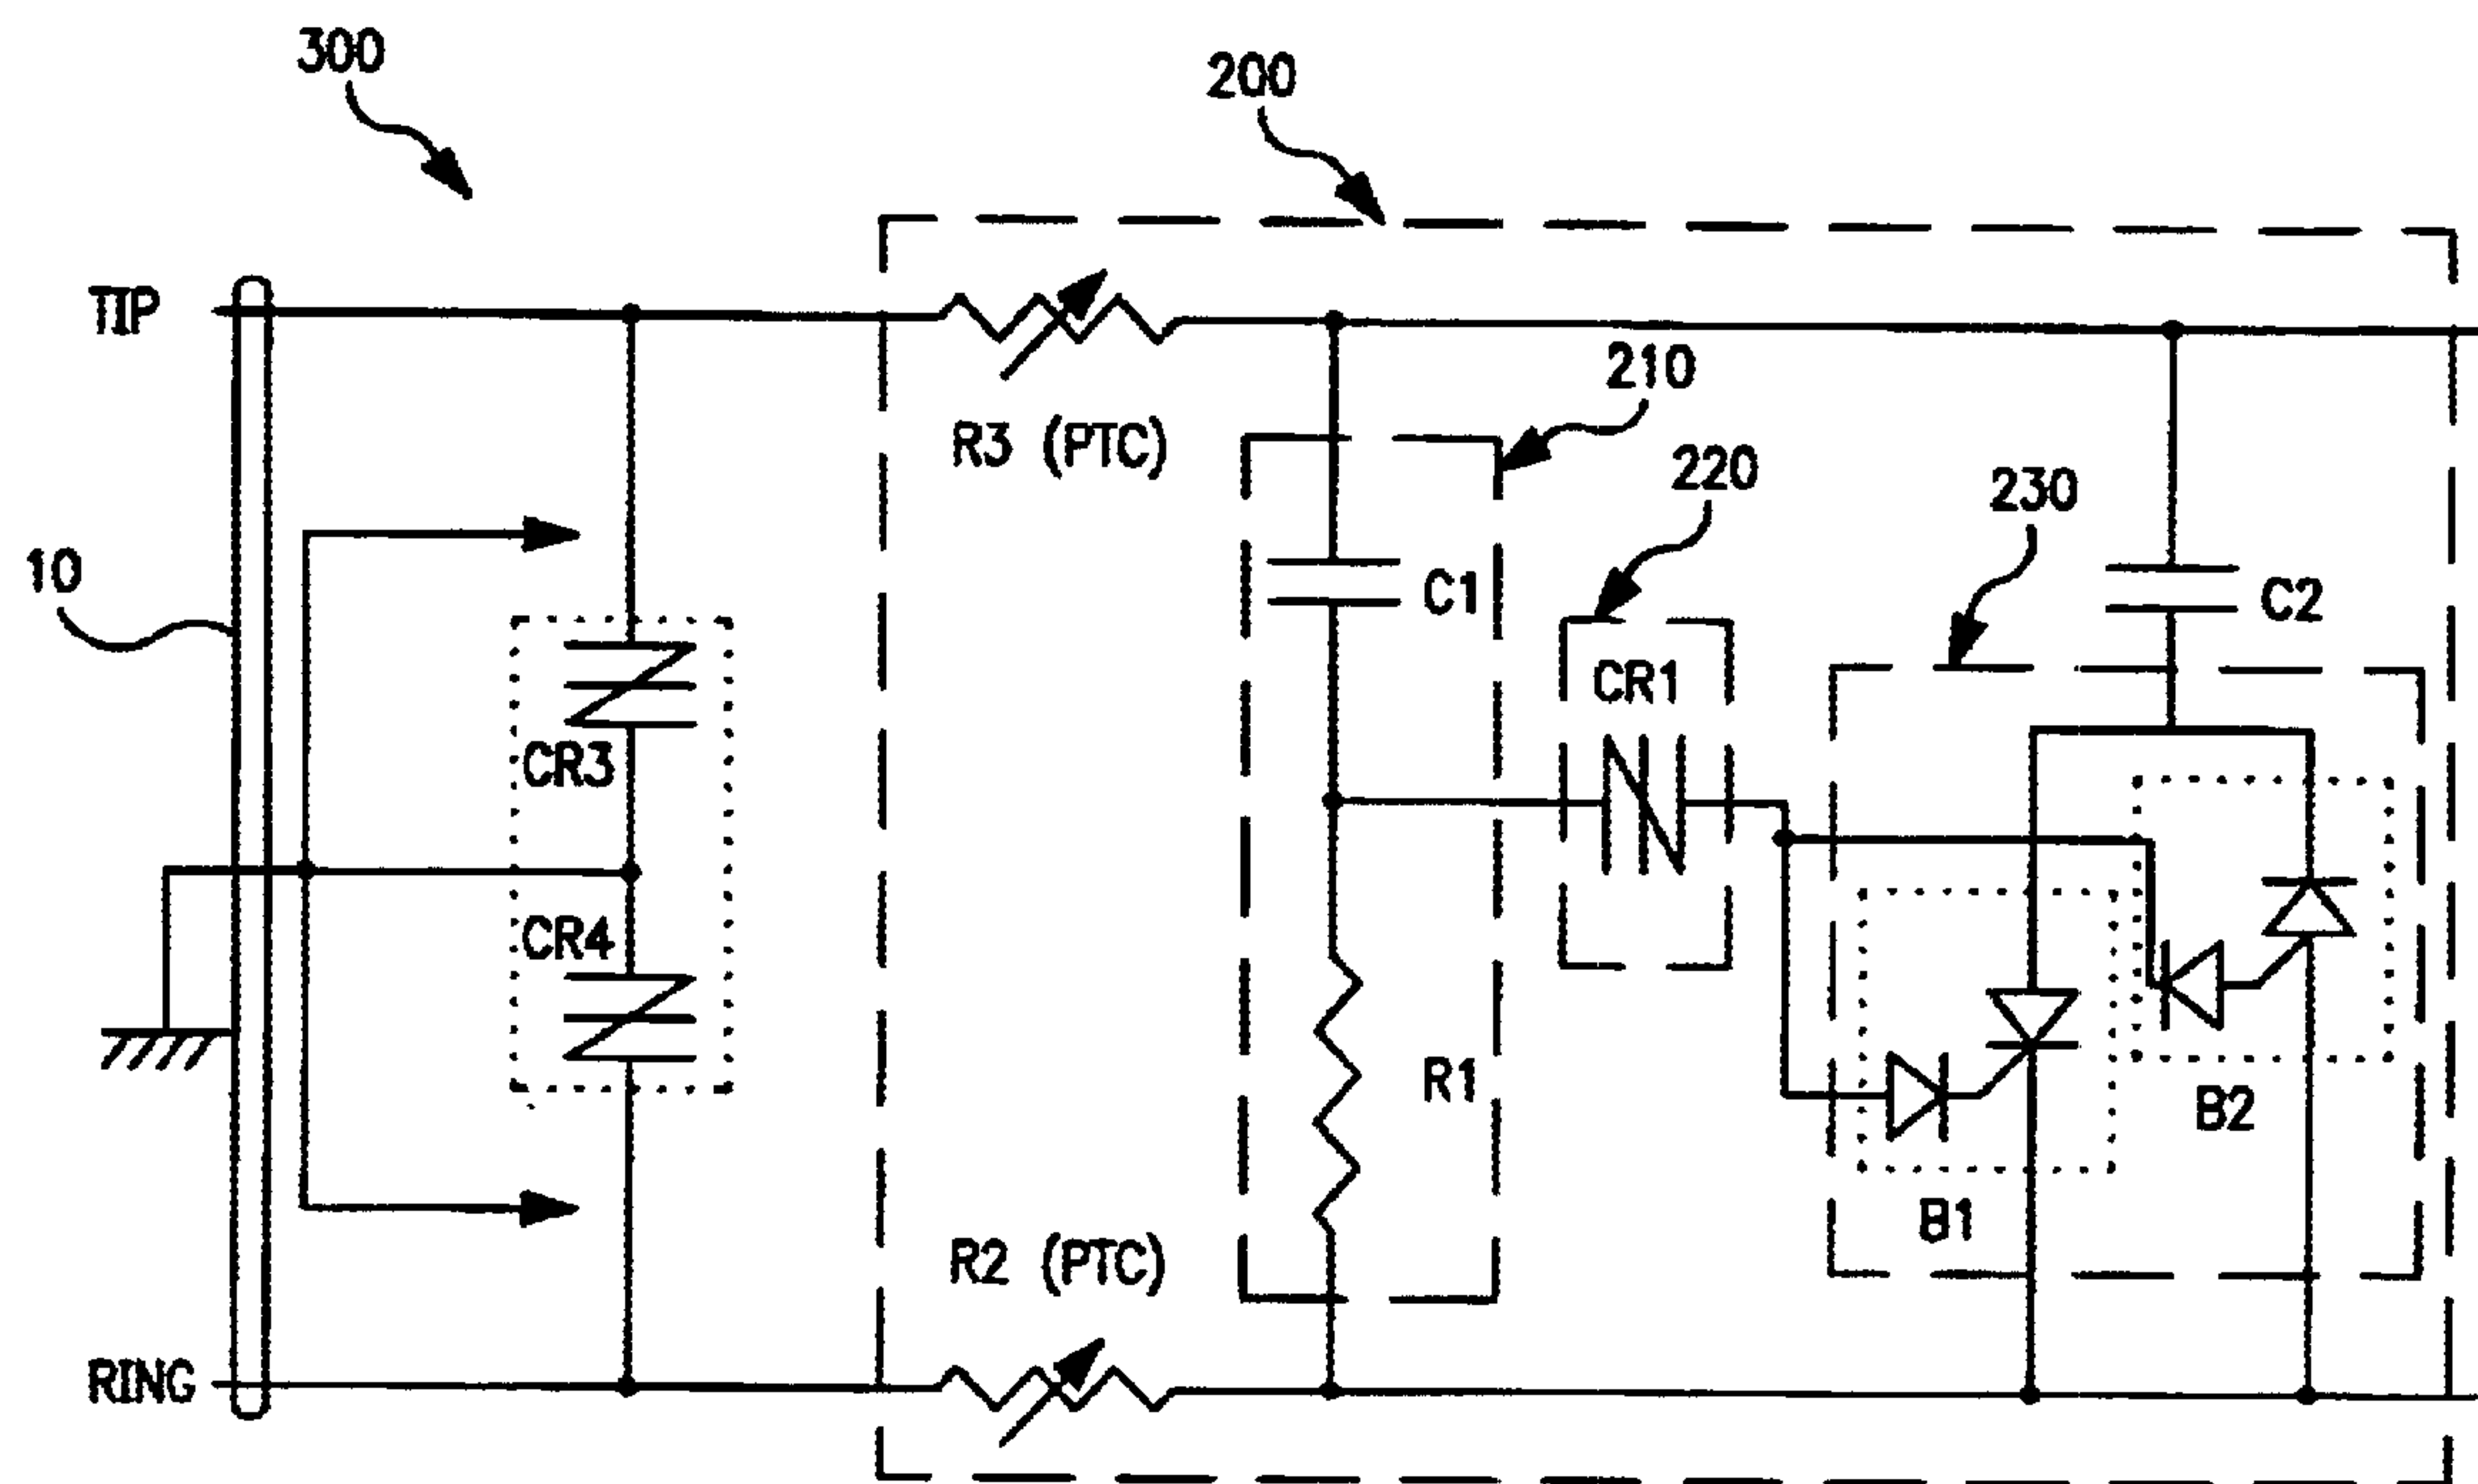 300
200
TIP
210
R3 (PTC)
220
230
10
C1
C2
CR1
CR3
CR4
R1
B2
B1
R2 (PTC)
RING